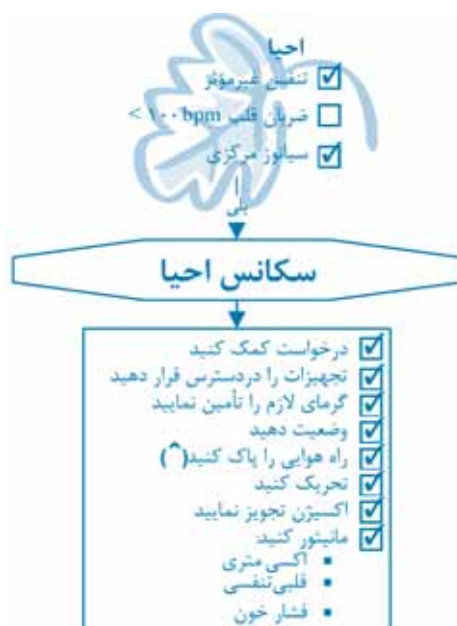 احیا
تنفس غیرمؤثر
ضربان قلب ۱۰۰bpm >
سیانوز مرکزی
بلی
سکانس احیا
درخواست کمک کنید
تجهیزات را دردسترس قرار دهید
گرمای لازم را تأمین نمایید
وضعیت دهید
راه هوایی را پاک کنید(^)
تحریک کنید
اکسیژن تجویز نمایید
مانیتور کنید:
اکسی متری
قلبی‌تنفسی
فشار خون